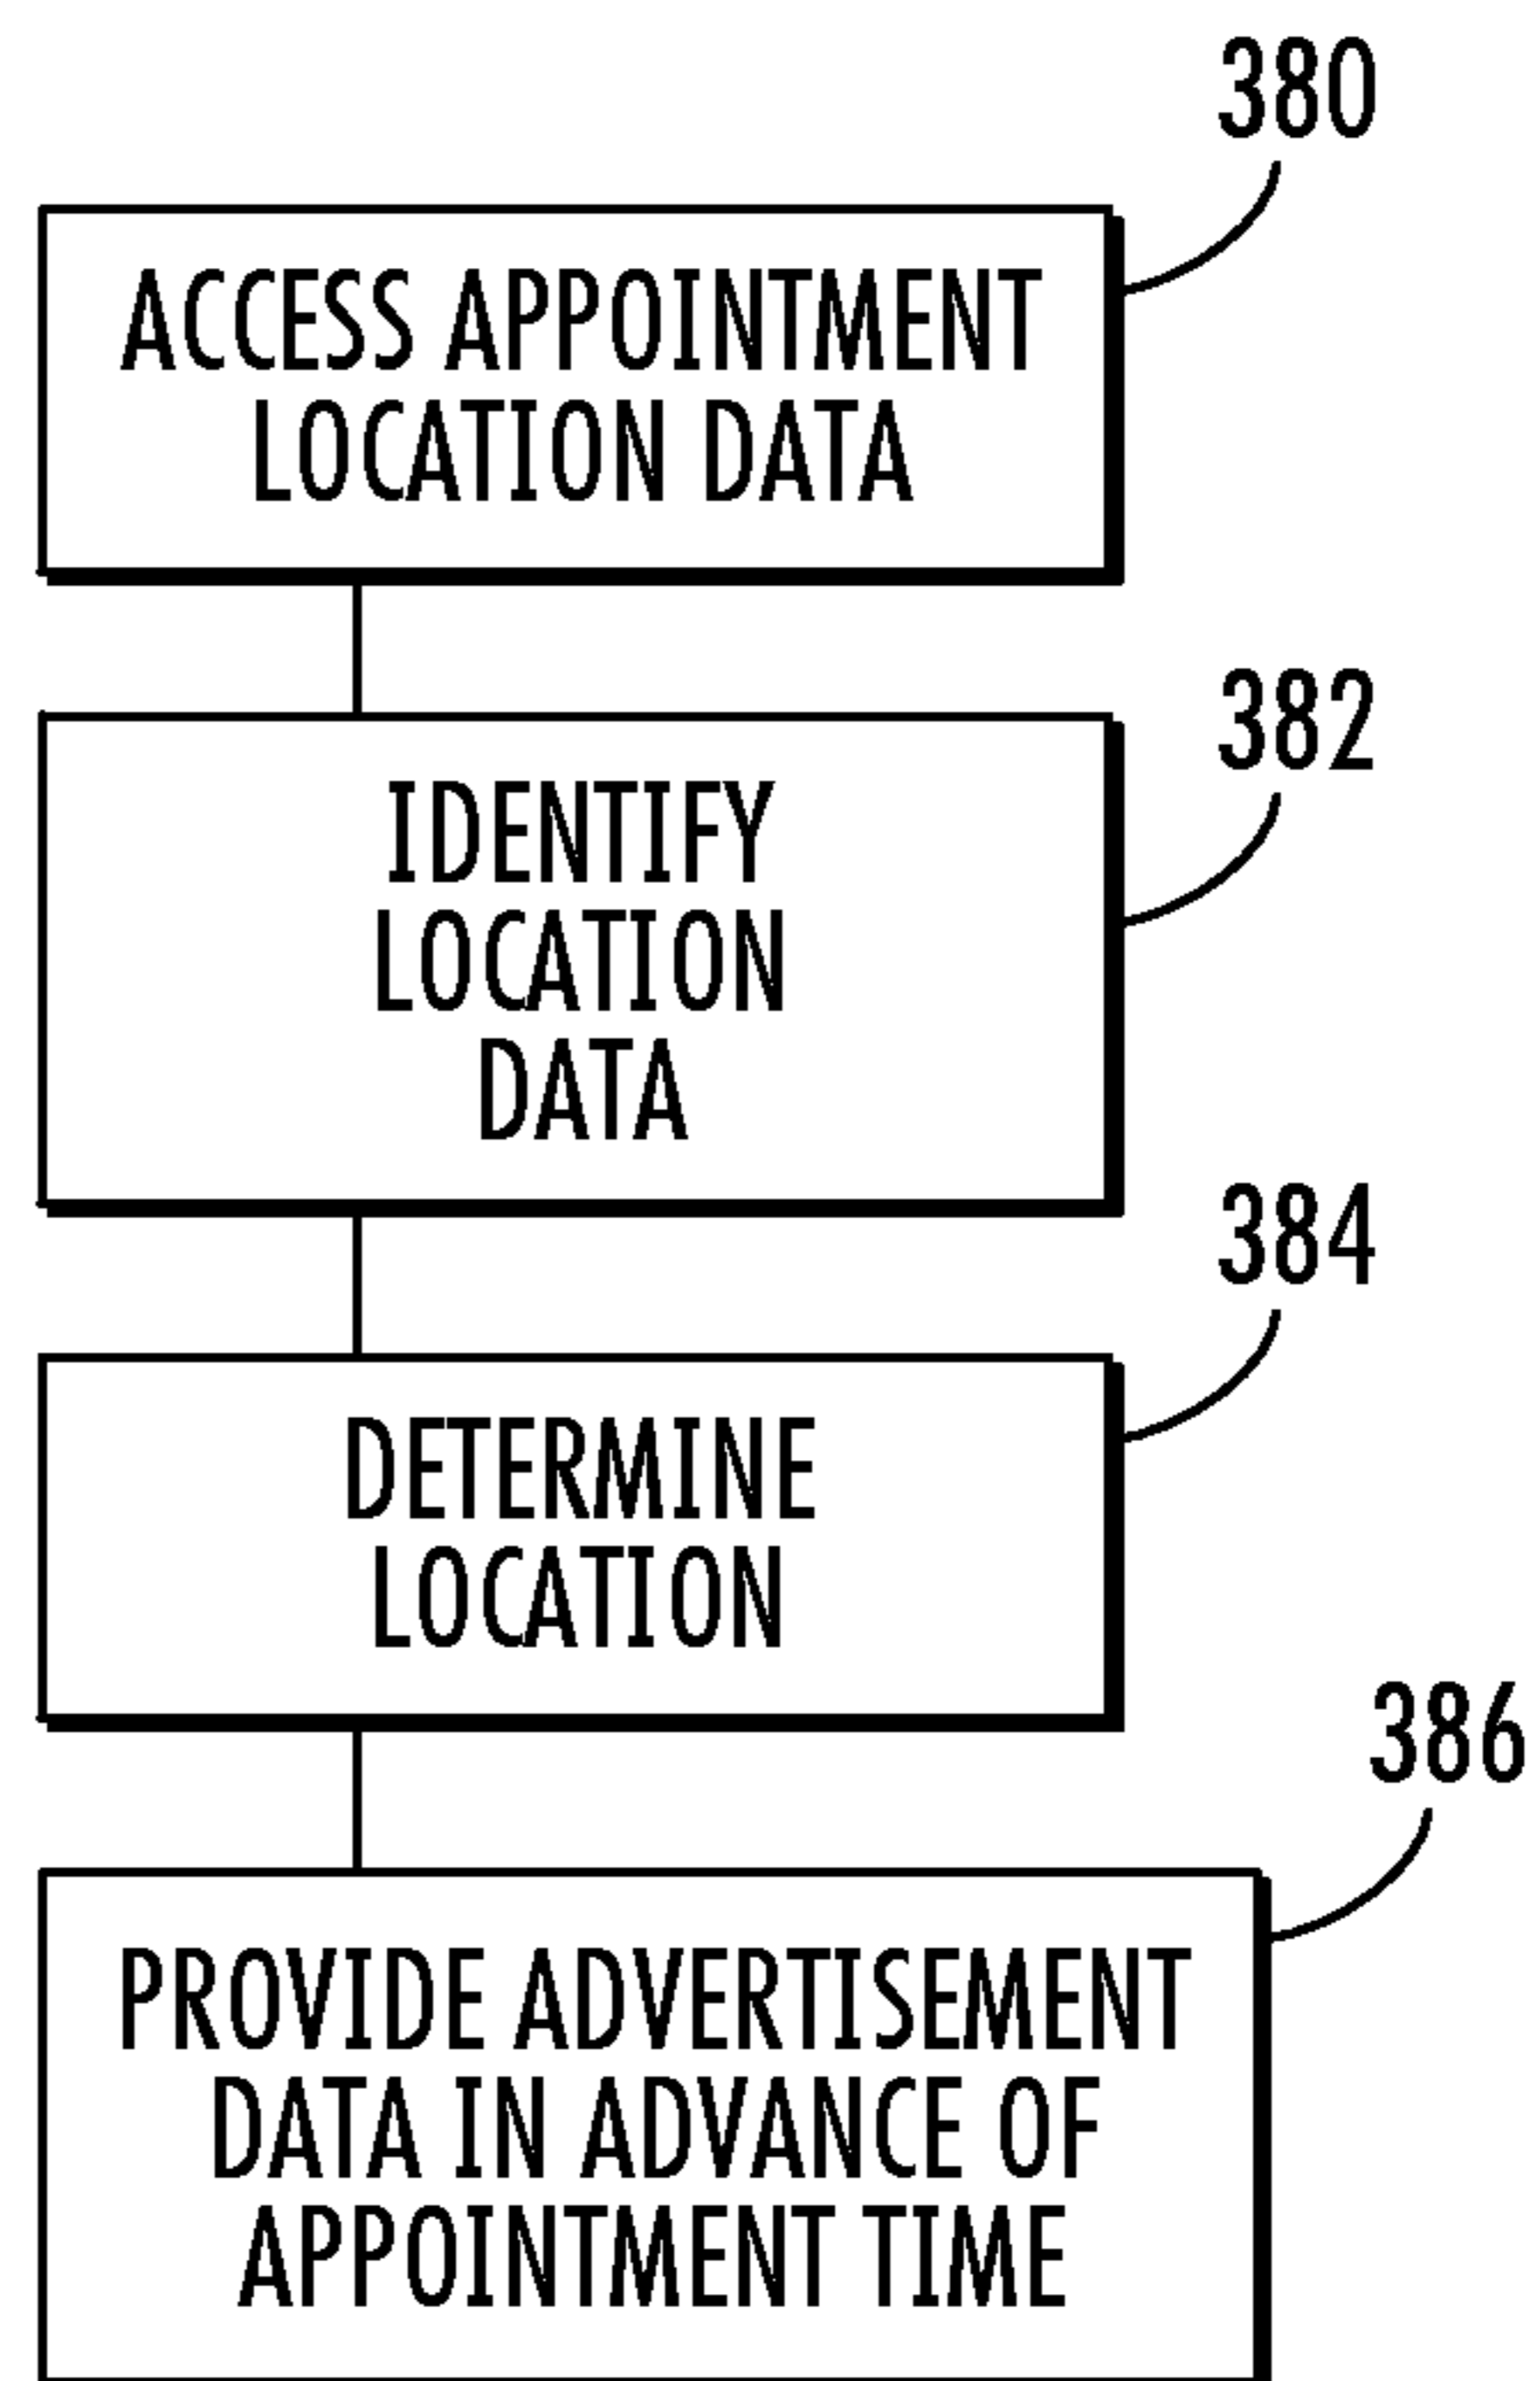 380
ACCESS APPOINTMENT
LOCATION DATA
382
IDENTIFY
LOCATION
DATA
384
DETERMINE
LOCATION
386
PROVIDE ADVERTISEMENT
DATA IN ADVANCE OF
APPOINTMENT TIME